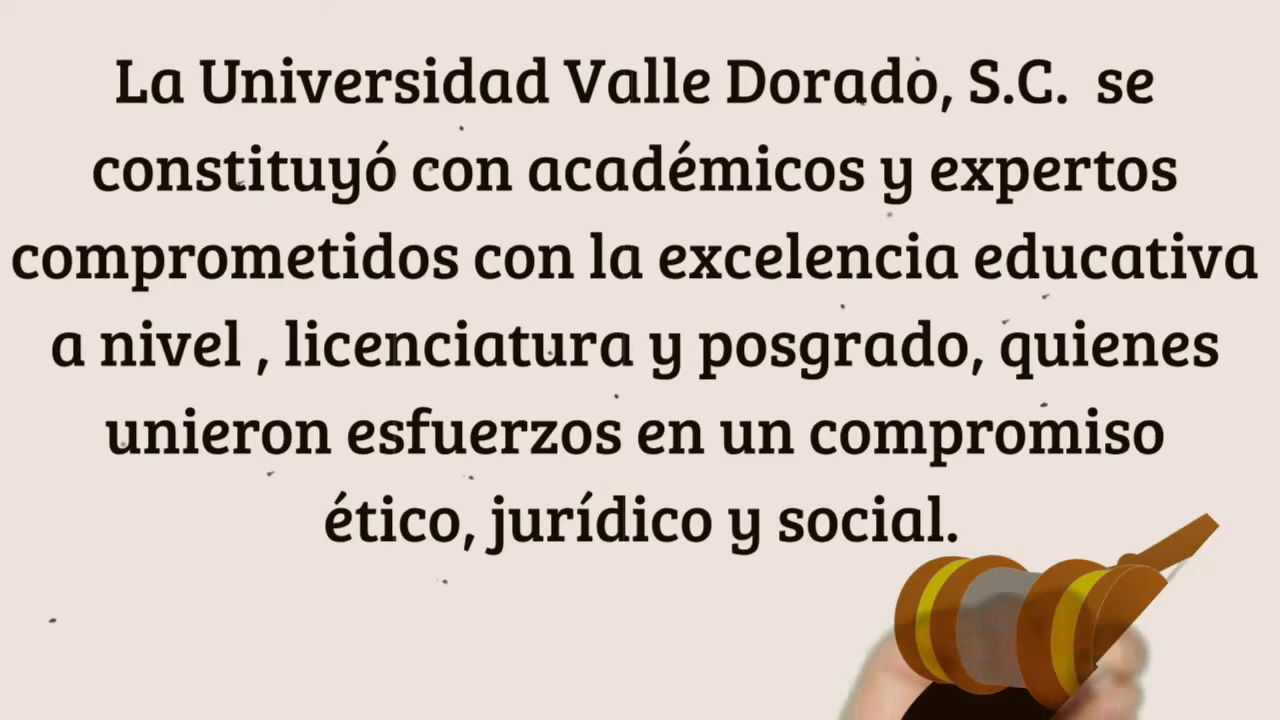 La Universidad Valle Dorado, S.C.  se
constituyó con académicos y expertos
comprometidos con la excelencia educativa
a nivel , licenciatura y posgrado, quienes
unieron esfuerzos en un compromiso
ético, jurídico y social.